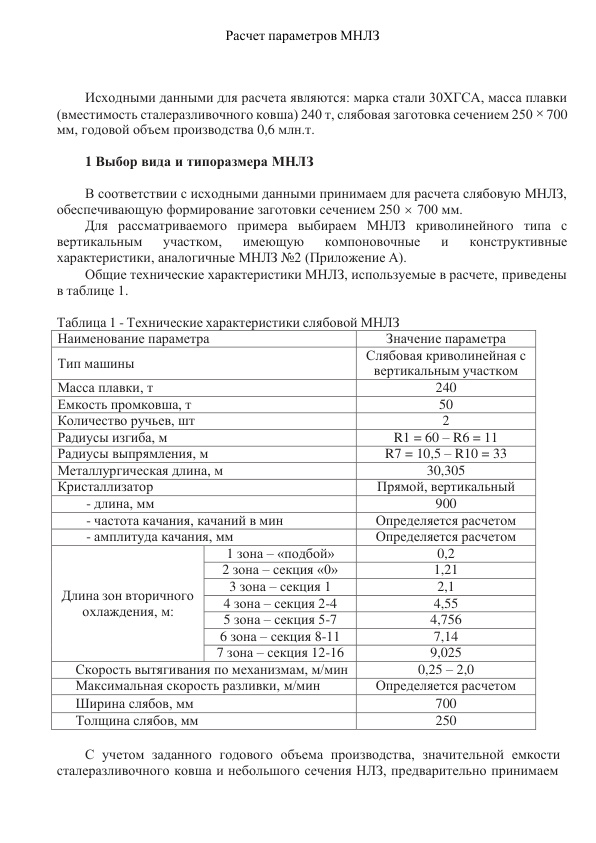 Расчет параметров МНЛЗ
Исходными данными для расчета являются: марка стали 30ХГСА, масса плавки
(вместимость сталеразливочного ковша) 240 т, слябовая заготовка сечением 250 × 700
мм, годовой объем производства 0,6 млн.т.
1 Выбор вида и типоразмера МНЛЗ
В соответствии с исходными данными принимаем для расчета слябовую МНЛЗ,
обеспечивающую формирование заготовки сечением 250 × 700 мм.
Для рассматриваемого примера выбираем МНЛЗ криволинейного типа с
вертикальным участком, имеющую компоновочные и конструктивные
характеристики, аналогичные МНЛЗ №2 (Приложение А).
Общие технические характеристики МНЛЗ, используемые в расчете, приведены
в таблице 1.
Таблица 1 - Технические характеристики слябовой МНЛЗ
Наименование параметра Значение параметра
Тип машины Слябовая криволинейная с
вертикальным участком
Масса плавки, т 240
Емкость промковша, т 50
Количество ручьев, шт 2
Радиусы изгиба, м R1 = 60 – R6 = 11
Радиусы выпрямления, м R7 = 10,5 – R10 = 33
Металлургическая длина, м 30,305
Кристаллизатор Прямой, вертикальный
- длина, мм 900
- частота качания, качаний в мин Определяется расчетом
- амплитуда качания, мм Определяется расчетом
Длина зон вторичного
охлаждения, м:
1 зона – «подбой» 0,2
2 зона – секция «0» 1,21
3 зона – секция 1 2,1
4 зона – секция 2-4 4,55
5 зона – секция 5-7 4,756
6 зона – секция 8-11 7,14
7 зона – секция 12-16 9,025
Скорость вытягивания по механизмам, м/мин 0,25 – 2,0
Максимальная скорость разливки, м/мин Определяется расчетом
Ширина слябов, мм 700
Толщина слябов, мм 250
С учетом заданного годового объема производства, значительной емкости
сталеразливочного ковша и небольшого сечения НЛЗ, предварительно принимаем